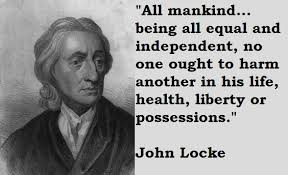 "All mankind...
being all equal and
independent, no
one ought to harm
another in his life,
health, liberty or
possessions."
John Locke